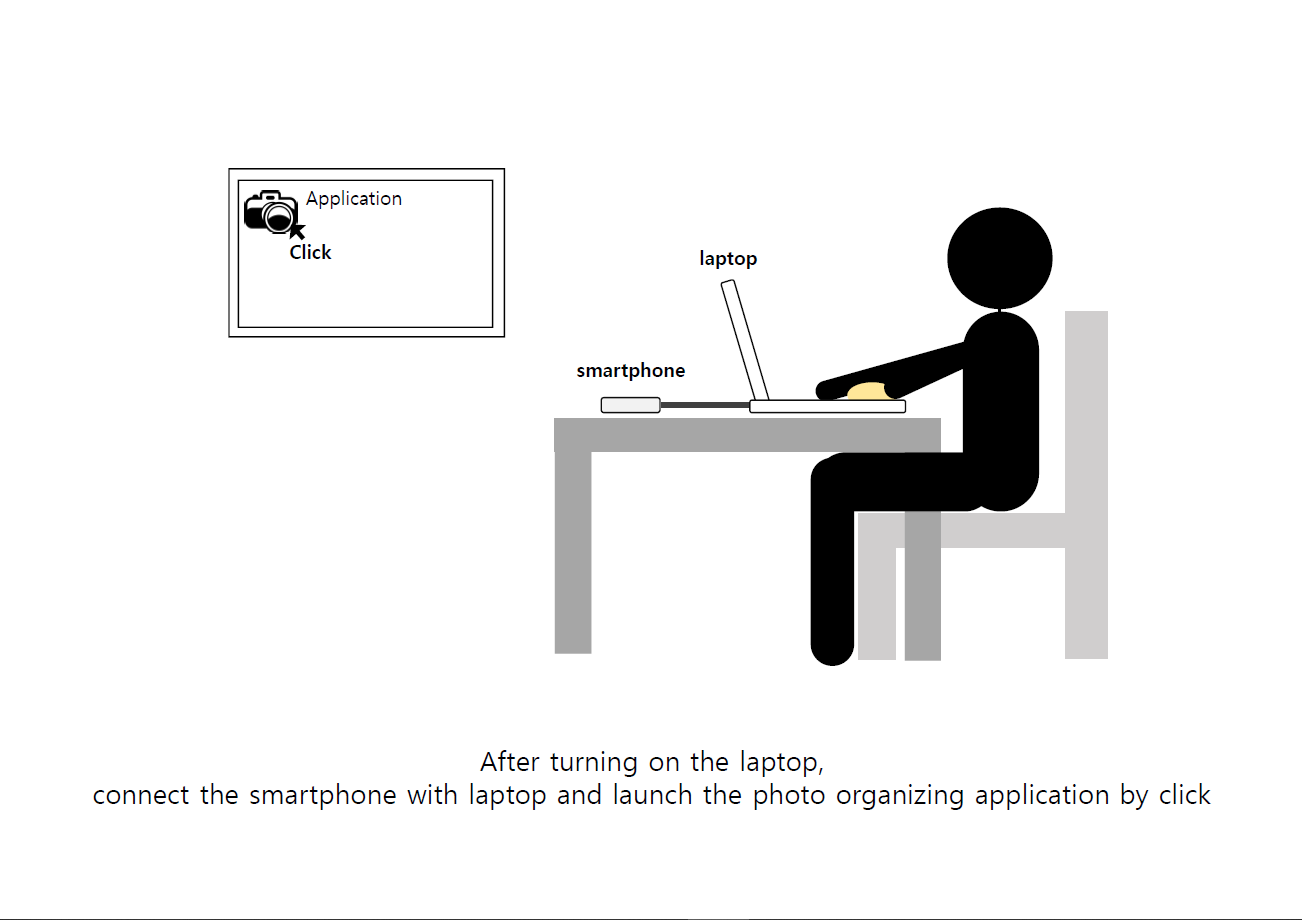 Application
Click
laptop
smartphone
After turning on the laptop,
connect the smartphone with laptop and launch the photo organizing application by click